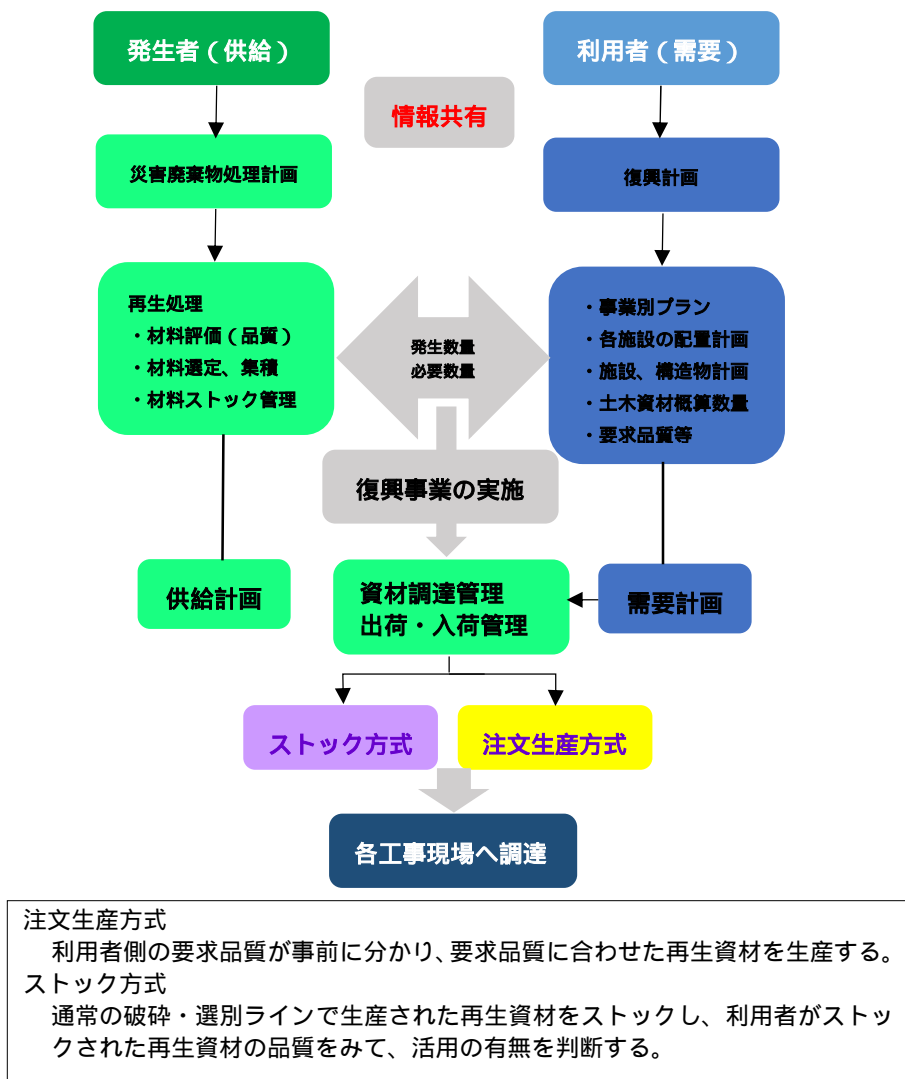 発生者（供給）
利用者（需要）
情報共有
災害廃棄物処理計画
復興計画
再生処理
・材料評価（品質）
・材料選定、集積
・材料ストック管理
発生数量
必要数量
・事業別プラン
・各施設の配置計画
・施設、構造物計画
・土木資材概算数量
・要求品質等
復興事業の実施
供給計画
資材調達管理
出荷・入荷管理
需要計画
ストック方式
注文生産方式
各工事現場へ調達
注文生産方式
利用者側の要求品質が事前に分かり、要求品質に合わせた再生資材を生産する。
ストック方式
通常の破砕・選別ラインで生産された再生資材をストックし、利用者がストッ
クされた再生資材の品質をみて、活用の有無を判断する。